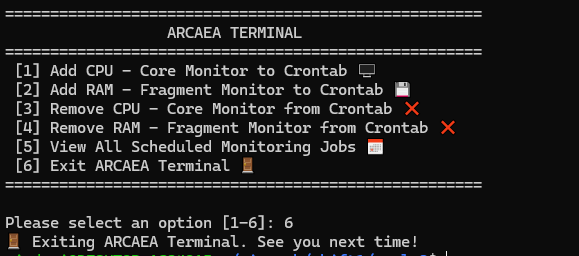 =====================================================
ARCAEA TERMINAL
=====================================================
[1] Add CPU – Core Monitor to Crontab 🖥️
[2] Add RAM – Fragment Monitor to Crontab 💾
[3] Remove CPU – Core Monitor from Crontab ❌
[4] Remove RAM – Fragment Monitor from Crontab ❌
[5] View All Scheduled Monitoring Jobs 📅
[6] Exit ARCAEA Terminal 🚪
=====================================================
Please select an option [1-6]: 6
🚪 Exiting ARCAEA Terminal. See you next time!